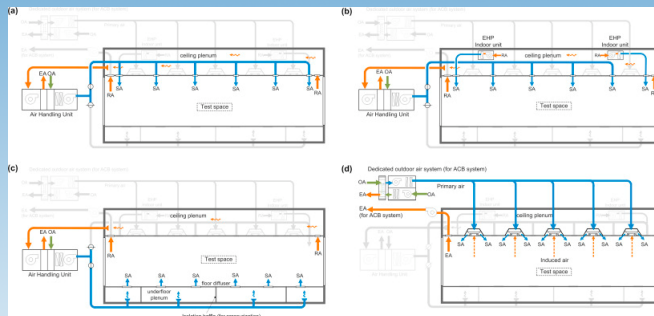 (a)
ceiling plenum
EA OA
SA SA SA SA SA SA
RA RA
Test space
Air Handling Unit
(b)
EHP
Indoor unit
EHP
Indoor unit
RA
ceiling plenum
RA
EA OA
SA SA SA SA SA SA
RA
Test space
Air Handling Unit
(c)
ceiling plenum
EA OA
RA RA
Test space
Air Handling Unit
SA SA SA SA SA SA
floor diffuser
underfloor
plenum
(d)
Dedicated outdoor air system (for ACB system)
OA
Primary air
EA
OA
EA
(for ACB system)
ceiling plenum
SA SA SA SA SA SA SA SA SA SA
EA
Induced air
Test space